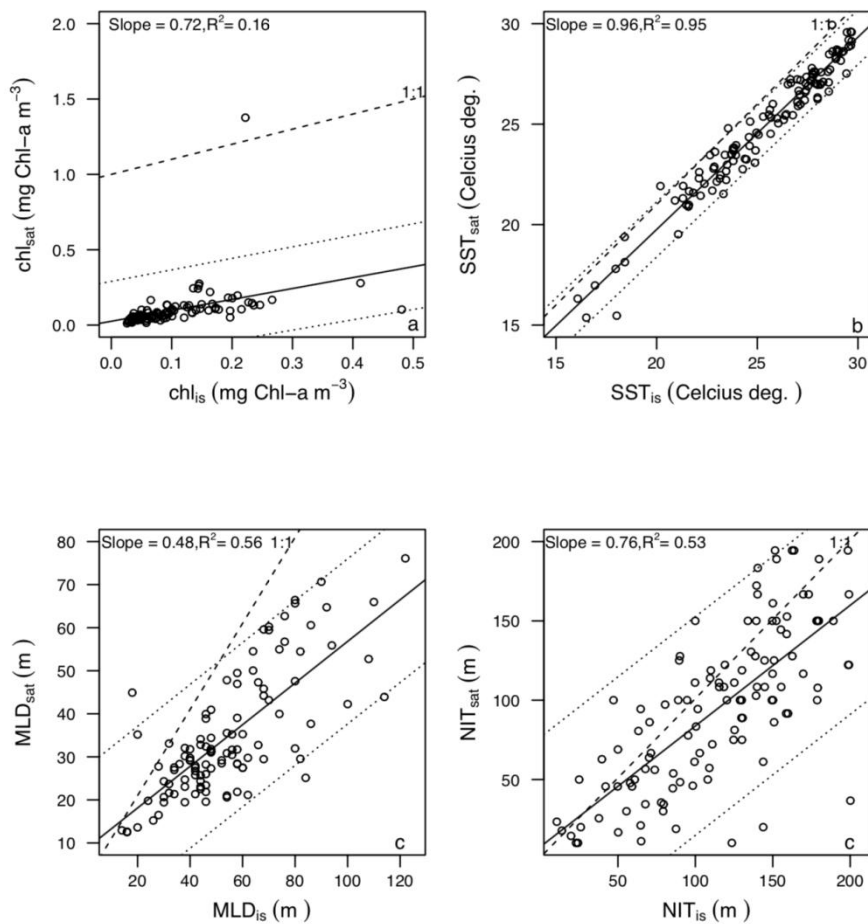 Slope = 0.72,R² = 0.16
1:1
2.0
1.5
1.0
0.5
0.0
chl_sat (mg Chl−a m⁻³)
a
0.0 0.1 0.2 0.3 0.4 0.5
chl_is (mg Chl−a m⁻³)
Slope = 0.96,R² = 0.95
1:1
30
25
20
15
SST_sat (Celcius deg.)
b
15 20 25 30
SST_is (Celcius deg.)
Slope = 0.48,R² = 0.56 1:1
80
70
60
50
40
30
20
10
MLD_sat (m)
c
20 40 60 80 100 120
MLD_is (m)
Slope = 0.76,R² = 0.53
1:1
200
150
100
50
NIT_sat (m)
c
50 100 150 200
NIT_is (m)